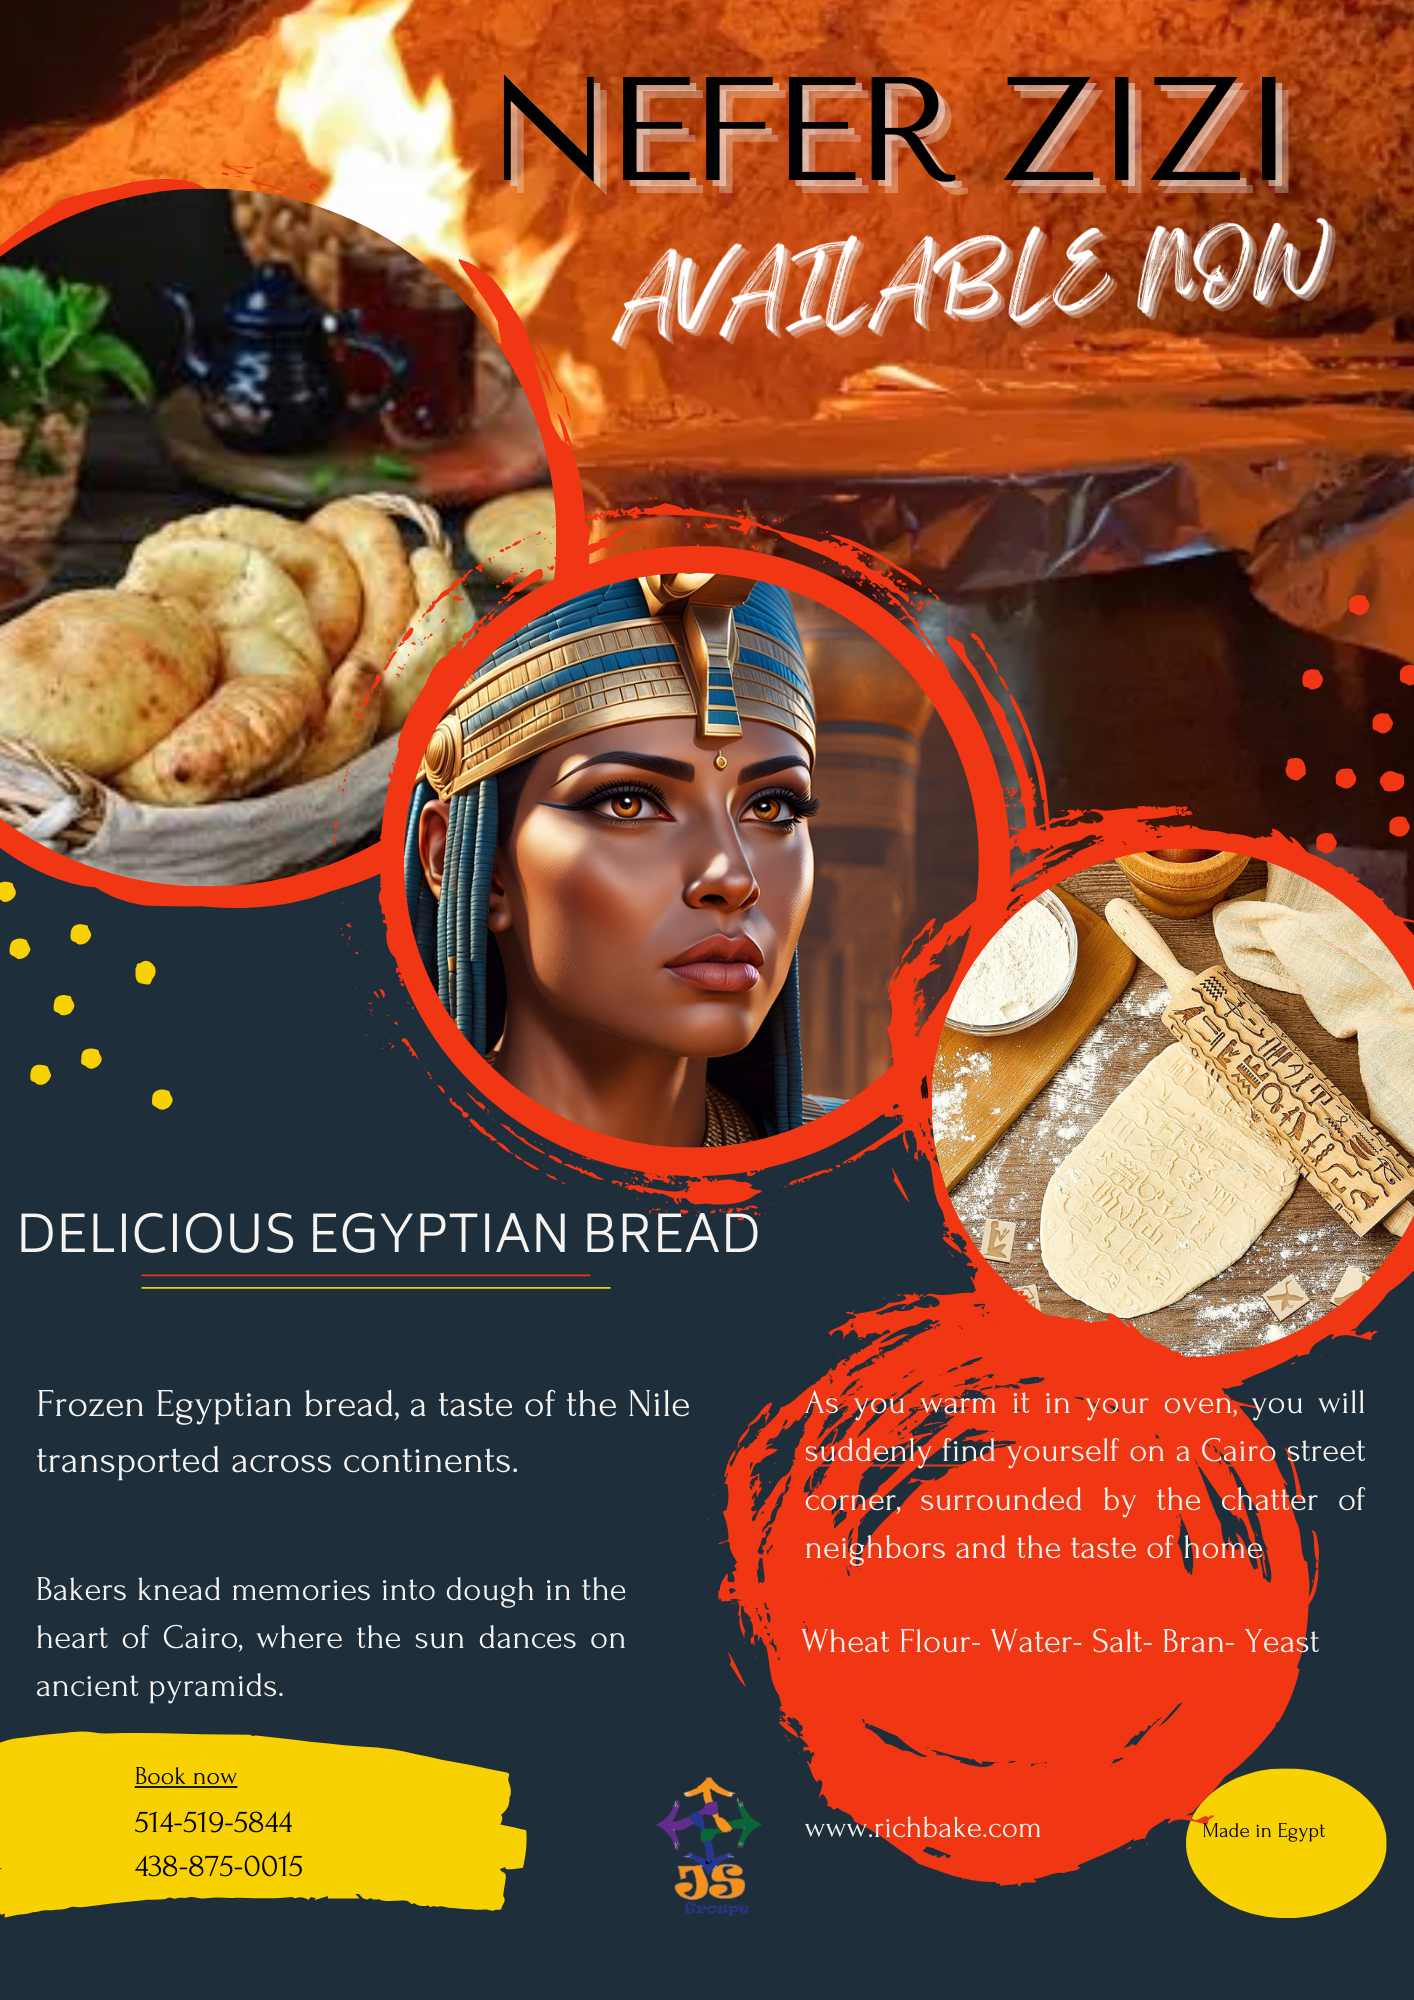 NEFER ZIZI
AVAILABLE NOW
DELICIOUS EGYPTIAN BREAD
Frozen Egyptian bread, a taste of the Nile
transported across continents.
Bakers knead memories into dough in the
heart of Cairo, where the sun dances on
ancient pyramids.
As you warm it in your oven, you will
suddenly find yourself on a Cairo street
corner, surrounded by the chatter of
neighbors and the taste of home
Wheat Flour- Water- Salt- Bran- Yeast
Book now
514-519-5844
438-875-0015
JS
Groupe
www.richbake.com
Made in Egypt